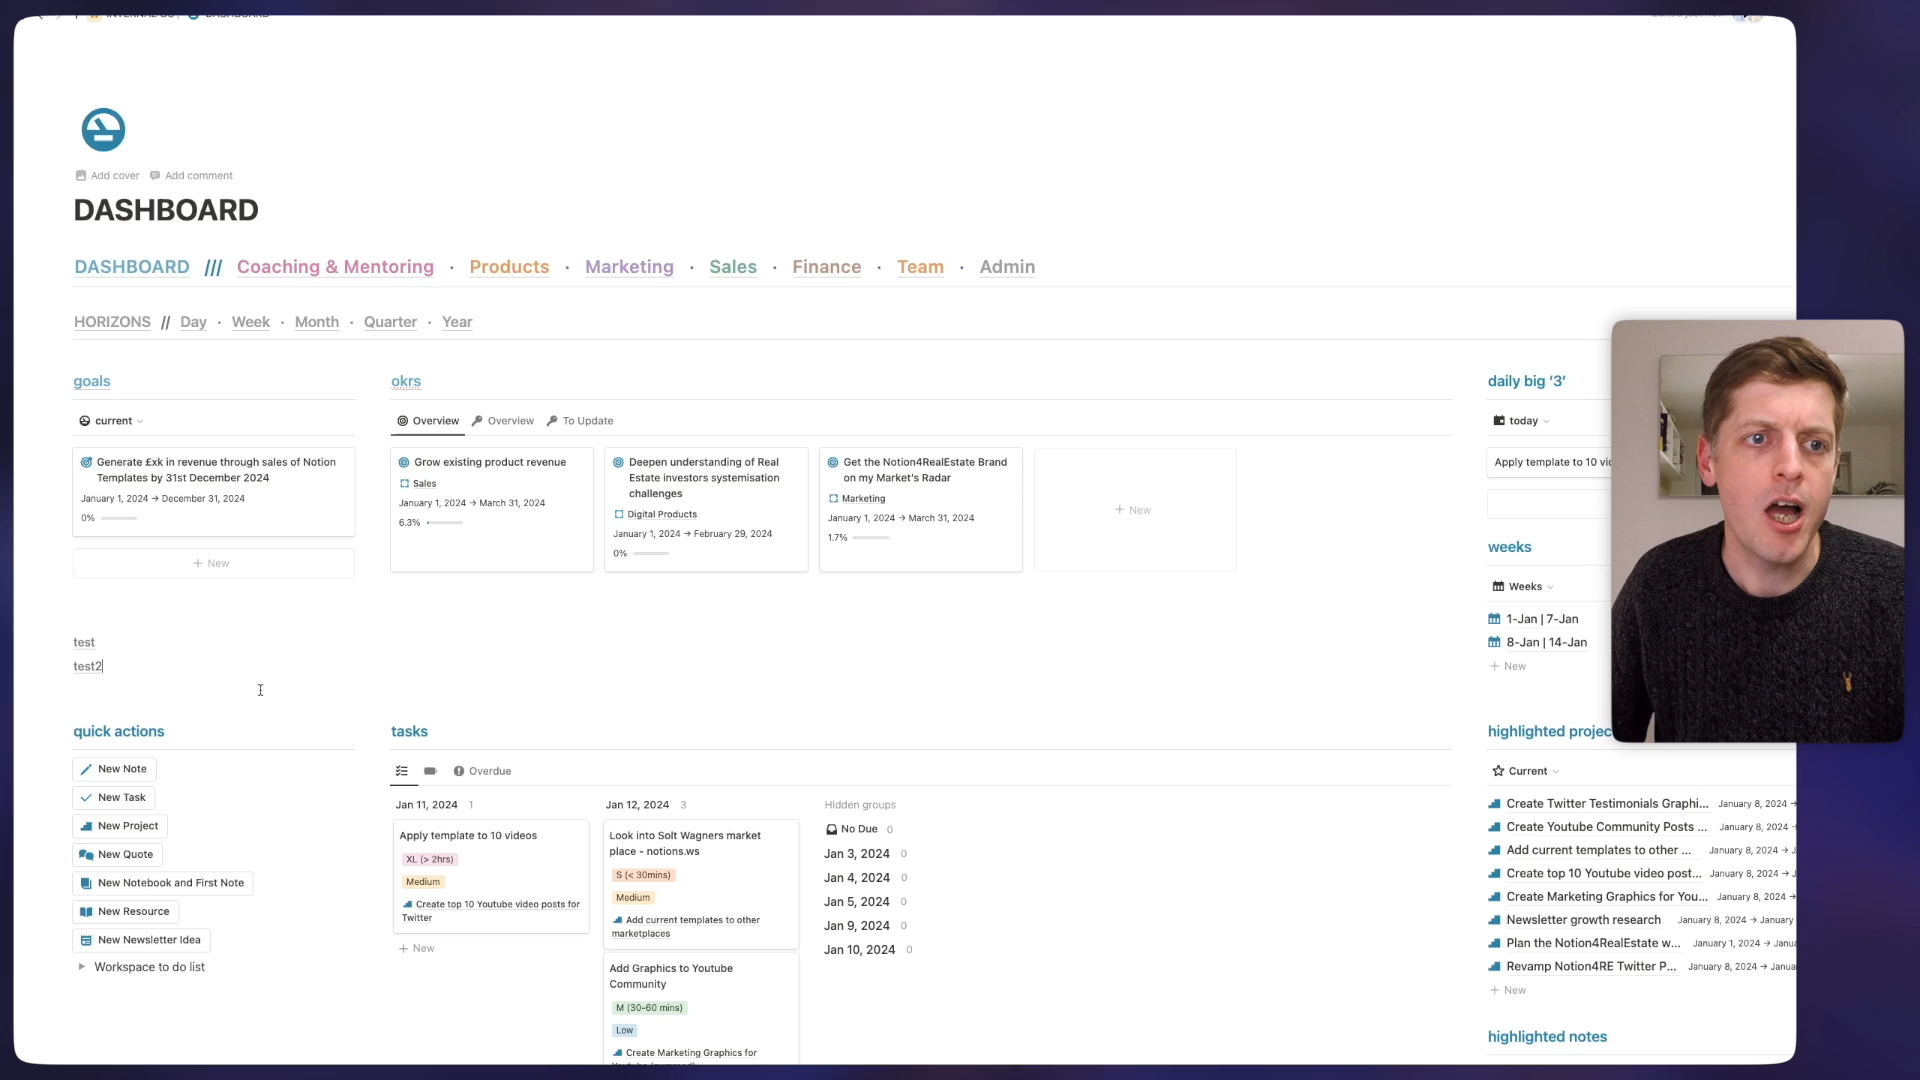 Add cover Add comment
DASHBOARD
DASHBOARD /// Coaching & Mentoring · Products · Marketing · Sales · Finance · Team · Admin
HORIZONS // Day · Week · Month · Quarter · Year
goals
current
Generate £xk in revenue through sales of Notion
Templates by 31st December 2024
January 1, 2024 → December 31, 2024
0%
+ New
okrs
Overview Overview To Update
Grow existing product revenue
Sales
January 1, 2024 → March 31, 2024
6.3%
Deepen understanding of Real
Estate investors systemisation
challenges
Digital Products
January 1, 2024 → February 29, 2024
0%
Get the Notion4RealEstate Brand
on my Market's Radar
Marketing
January 1, 2024 → March 31, 2024
1.7%
+ New
daily big ‘3’
today
Apply template to 10
weeks
Weeks
1-Jan | 7-Jan
8-Jan | 14-Jan
+ New
test
test2
quick actions
New Note
New Task
New Project
New Quote
New Notebook and First Note
New Resource
New Newsletter Idea
Workspace to do list
tasks
Overdue
Jan 11, 2024 1
Apply template to 10 videos
XL (> 2hrs)
Medium
Create top 10 Youtube video posts for
Twitter
+ New
Jan 12, 2024 3
Look into Solt Wagners market
place - notions.ws
S (< 30mins)
Medium
Add current templates to other
marketplaces
Add Graphics to Youtube
Community
M (30-60 mins)
Low
Create Marketing Graphics for
Hidden groups
No Due 0
Jan 3, 2024 0
Jan 4, 2024 0
Jan 5, 2024 0
Jan 9, 2024 0
Jan 10, 2024 0
highlighted
Current
Create Twitter Testimonials Graphi... January 8, 2024 →
Create Youtube Community Posts ... January 8, 2024 →
Add current templates to other ... January 8, 2024 → J
Create top 10 Youtube video post... January 8, 2024 →
Create Marketing Graphics for You... January 8, 2024 →
Newsletter growth research January 8, 2024 → January
Plan the Notion4RealEstate w... January 1, 2024 → Janua
Revamp Notion4RE Twitter P... January 8, 2024 → Janua
+ New
highlighted notes